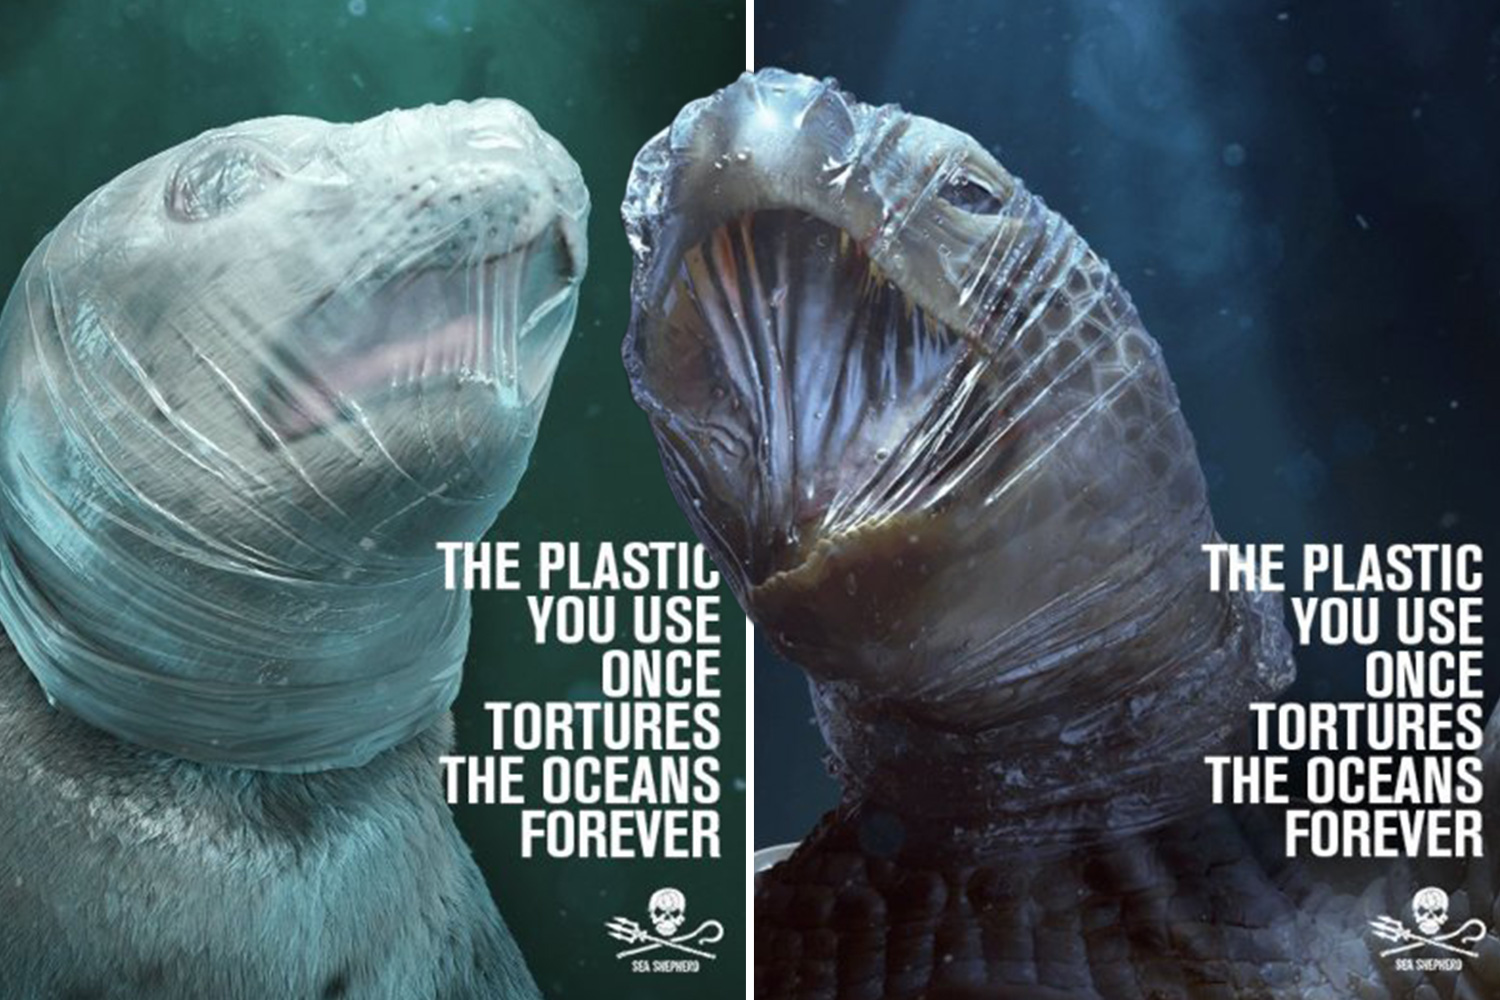 THE PLASTIC
YOU USE
ONCE
TORTURES
THE OCEANS
FOREVER
SEA SHEPHERD
THE PLASTIC
YOU USE
ONCE
TORTURES
THE OCEANS
FOREVER
SEA SHEPHERD